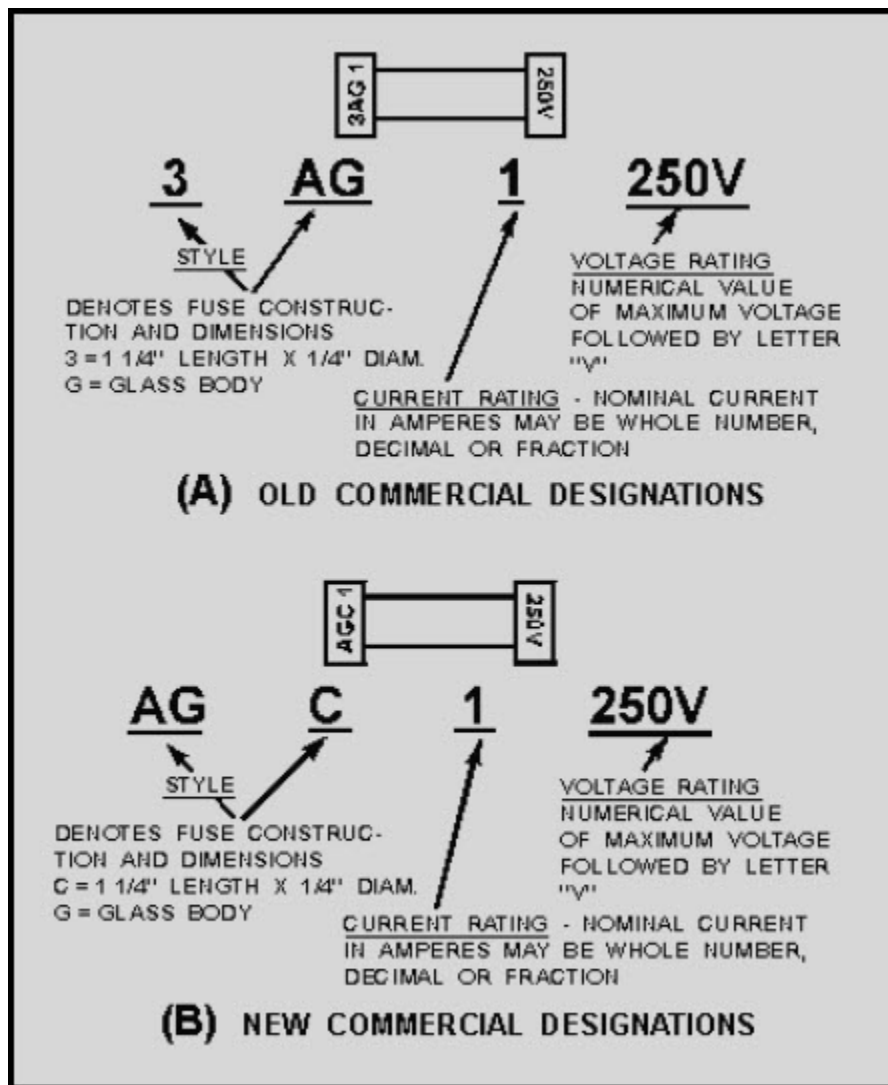 3AG 1
250V
3 AG 1 250V
STYLE
DENOTES FUSE CONSTRUC-
TION AND DIMENSIONS
3 = 1 1/4" LENGTH X 1/4" DIAM.
G = GLASS BODY
VOLTAGE RATING
NUMERICAL VALUE
OF MAXIMUM VOLTAGE
FOLLOWED BY LETTER
"V"
CURRENT RATING - NOMINAL CURRENT
IN AMPERES MAY BE WHOLE NUMBER,
DECIMAL OR FRACTION
(A) OLD COMMERCIAL DESIGNATIONS
AGC 1
250V
AG C 1 250V
STYLE
DENOTES FUSE CONSTRUC-
TION AND DIMENSIONS
C = 1 1/4" LENGTH X 1/4" DIAM.
G = GLASS BODY
VOLTAGE RATING
NUMERICAL VALUE
OF MAXIMUM VOLTAGE
FOLLOWED BY LETTER
"V"
CURRENT RATING - NOMINAL CURRENT
IN AMPERES MAY BE WHOLE NUMBER,
DECIMAL OR FRACTION
(B) NEW COMMERCIAL DESIGNATIONS